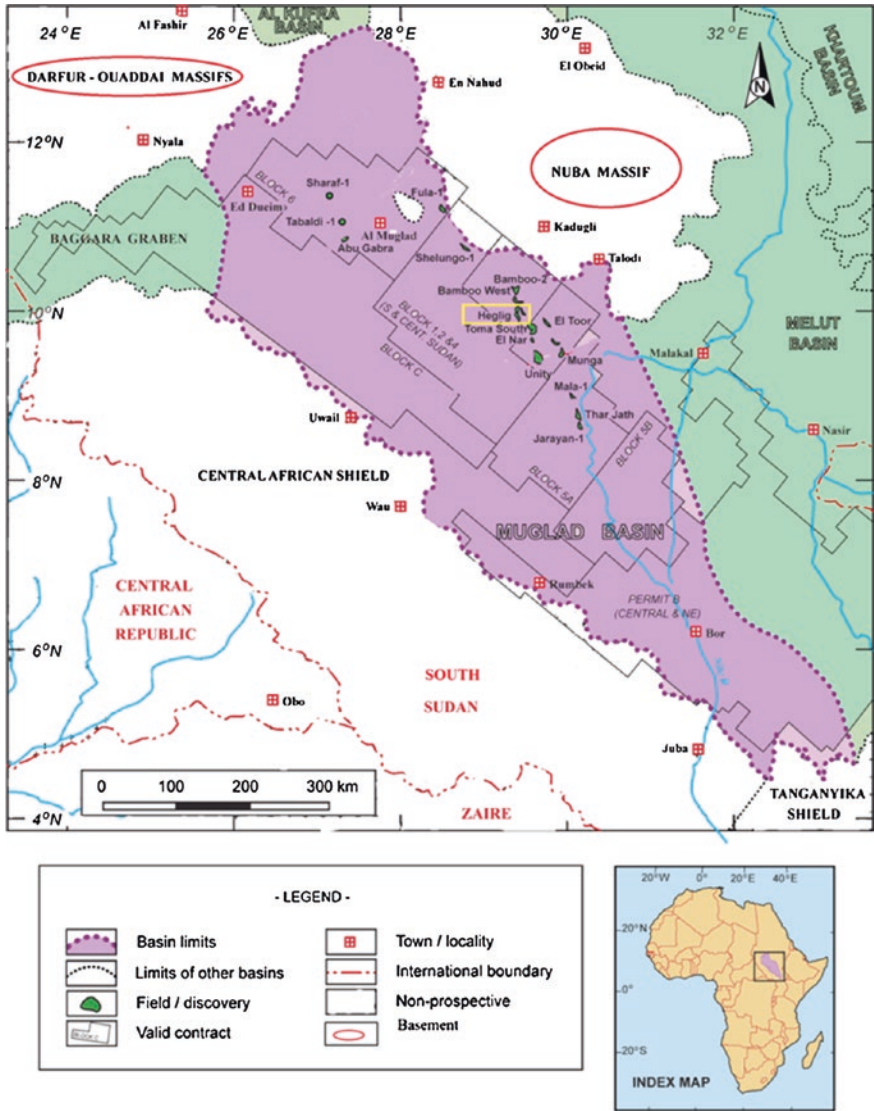 24°E
26°E
28°E
30°E
32°E
Al Fashir
AL KUFRA
BASIN
KHARTOUM
BASIN
El Obeid
DARFUR - OUADDAI MASSIFS
En Nahud
N
12°N
Nyala
NUBA MASSIF
BLOCK 6
Sharaf-1
Fula-1
Ed Dueim
Tabaldi -1
Al Muglad
Kadugli
BAGGARA GRABEN
Abu Gabra
Shelungo-1
Talodi
Bamboo-2
Bamboo West
10°N
BLOCK 1,2 &4
(S & CENT. SUDAN)
Heglig
El Toor
Toma South
El Nar
MELUT
BASIN
BLOCK C
Malakal
Unity
Munga
Mala-1
Uwail
Thar Jath
Nasir
Jarayan-1
BLOCK 5B
CENTRAL AFRICAN SHIELD
8°N
BLOCK 5A
Wau
MUGLAD BASIN
CENTRAL
AFRICAN
REPUBLIC
Rumbek
PERMIT B
(CENTRAL & NE)
6°N
Bor
SOUTH
SUDAN
Obo
Juba
0 100 200 300 km
TANGANYIKA
SHIELD
4°N
ZAIRE
- LEGEND -
Basin limits
Town / locality
Limits of other basins
International boundary
Field / discovery
Non-prospective
BLOCK C
Valid contract
Basement
20°W
0°
20°E
40°E
20°N
0°
20°S
INDEX MAP